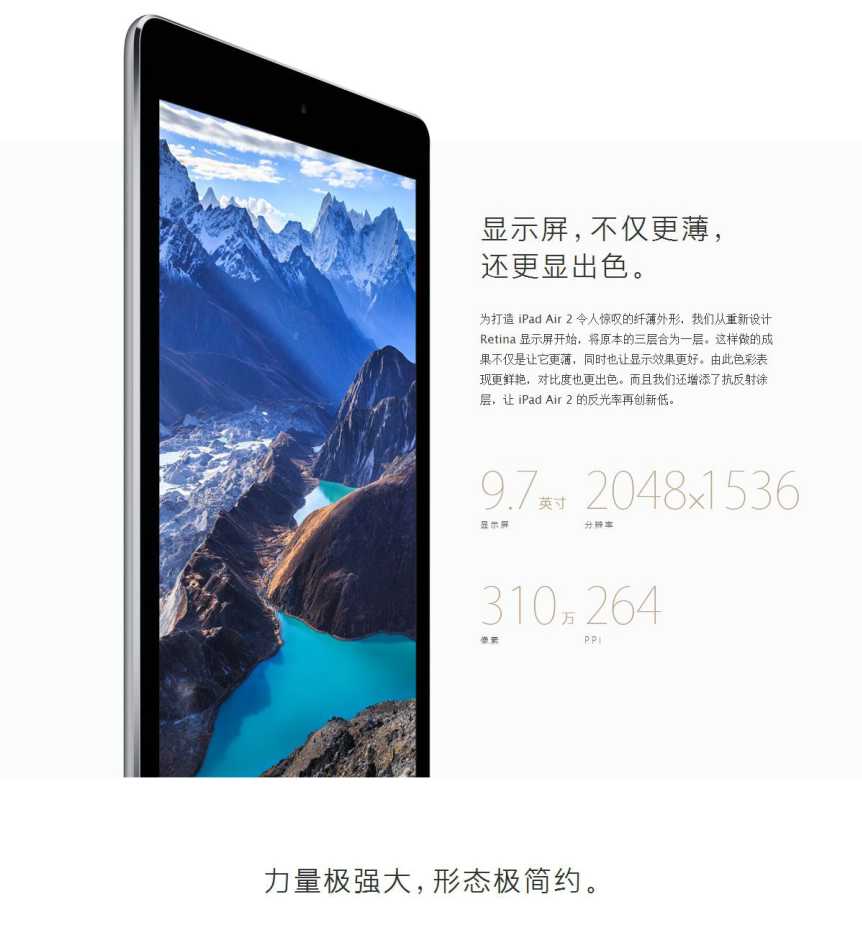 显示屏，不仅更薄，
还更显出色。
为打造 iPad Air 2 令人惊叹的纤薄外形，我们从重新设计
Retina 显示屏开始，将原本的三层合为一层。这样做的成
果不仅是让它更薄，同时也让显示效果更好。由此色彩表
现更鲜艳，对比度也更出色。而且我们还增添了抗反射涂
层，让 iPad Air 2 的反光率再创新低。
9.7 英寸 2048x1536
显示屏 分辨率
310 万 264
像素 PPI
力量极强大，形态极简约。